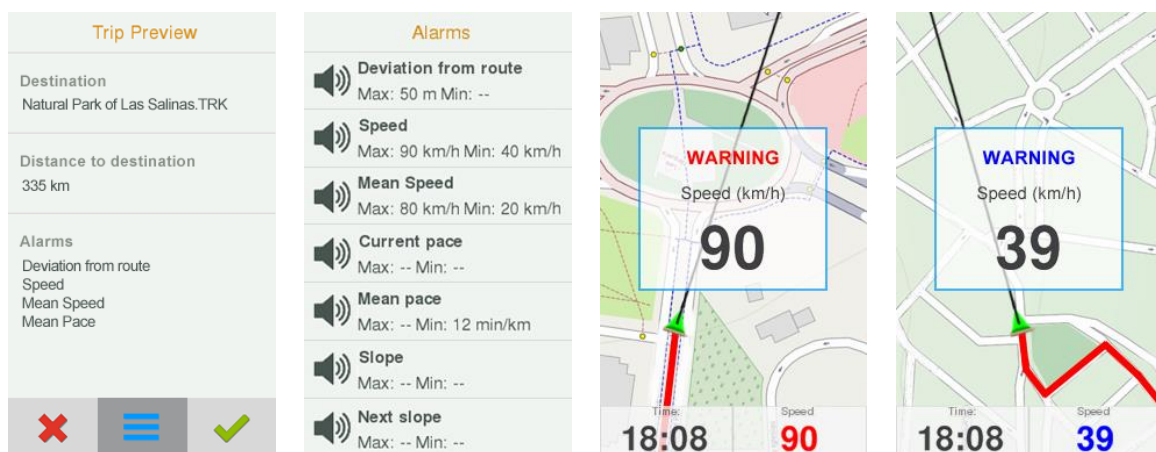 Trip Preview
Destination
Natural Park of Las Salinas.TRK
Distance to destination
335 km
Alarms
Deviation from route
Speed
Mean Speed
Mean Pace
Alarms
Deviation from route
Max: 50 m Min: --
Speed
Max: 90 km/h Min: 40 km/h
Mean Speed
Max: 80 km/h Min: 20 km/h
Current pace
Max: -- Min: --
Mean pace
Max: -- Min: 12 min/km
Slope
Max: -- Min: --
Next slope
Max: -- Min: --
WARNING
Speed (km/h)
90
Time: Speed
18:08 90
WARNING
Speed (km/h)
39
Time: Speed
18:08 39